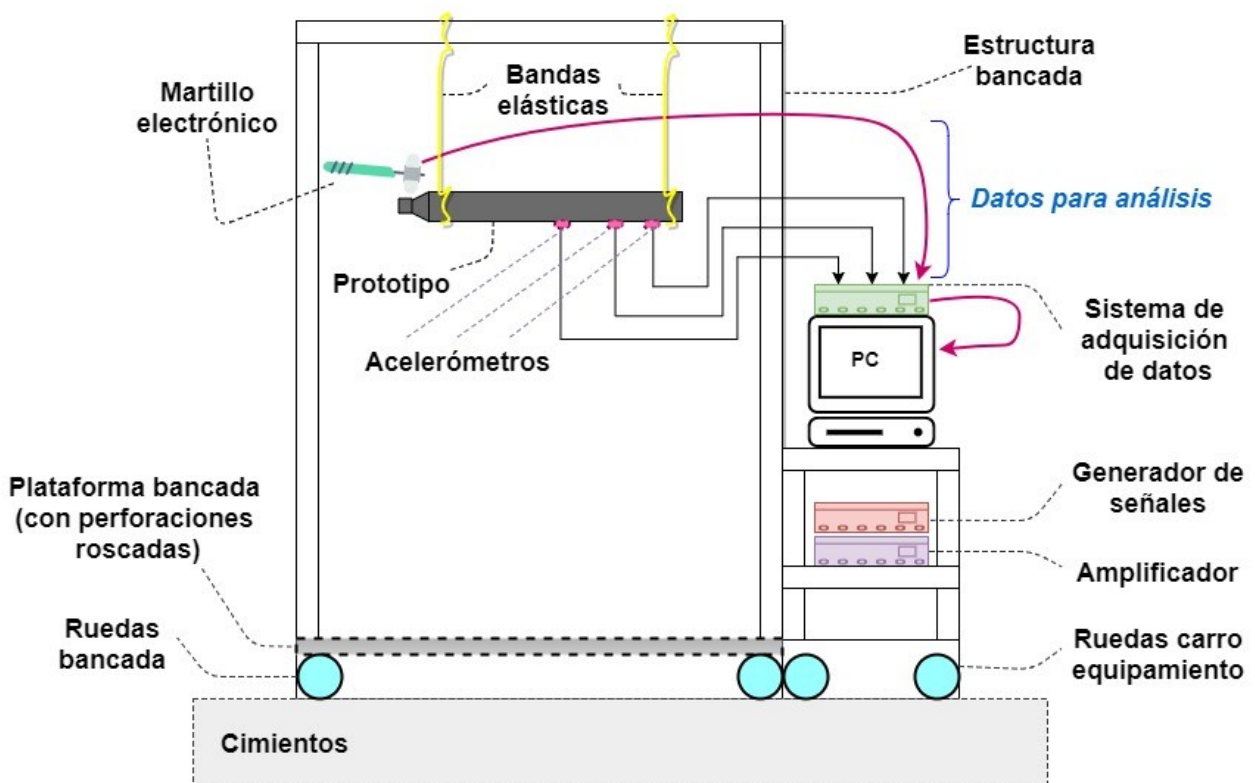 Estructura
bancada
Bandas
elásticas
Martillo
electrónico
Datos para análisis
Prototipo
Acelerómetros
Sistema de
adquisición
de datos
PC
Plataforma bancada
(con perforaciones
roscadas)
Generador de
señales
Amplificador
Ruedas
bancada
Ruedas carro
equipamiento
Cimientos